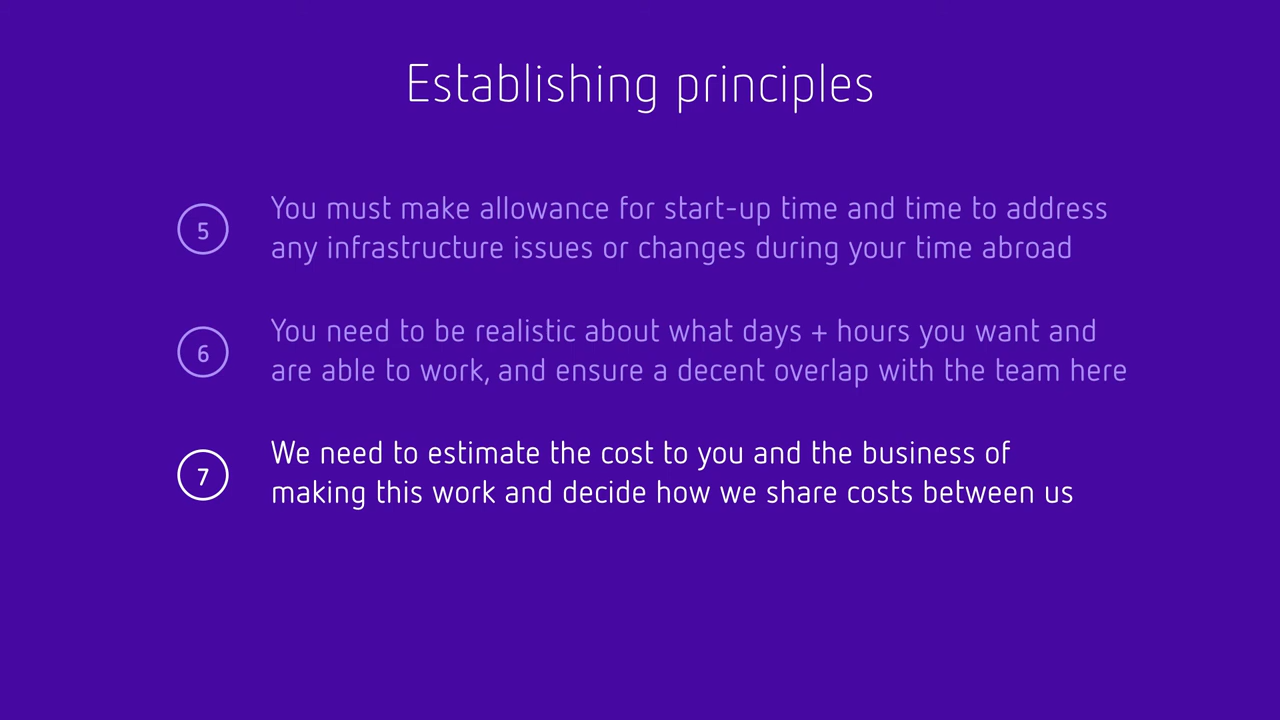 Establishing principles
5
You must make allowance for start-up time and time to address
any infrastructure issues or changes during your time abroad
6
You need to be realistic about what days + hours you want and
are able to work, and ensure a decent overlap with the team here
7
We need to estimate the cost to you and the business of
making this work and decide how we share costs between us